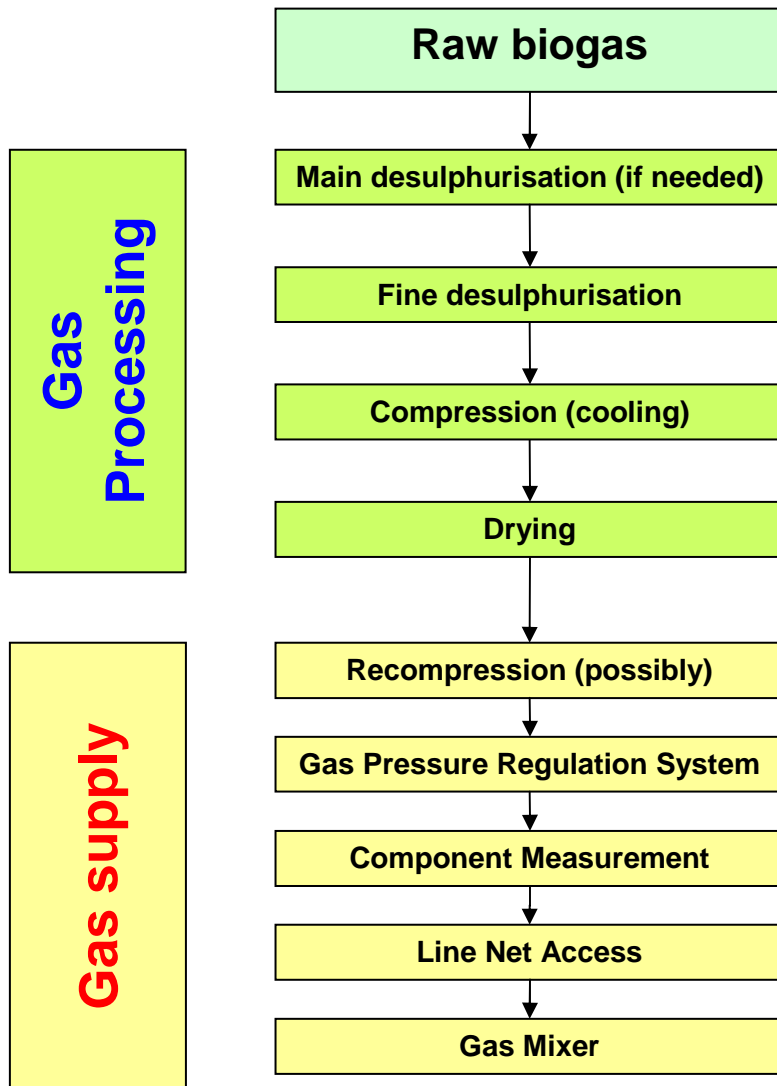 Raw biogas
Gas
Processing
Main desulphurisation (if needed)
Fine desulphurisation
Compression (cooling)
Drying
Gas supply
Recompression (possibly)
Gas Pressure Regulation System
Component Measurement
Line Net Access
Gas Mixer